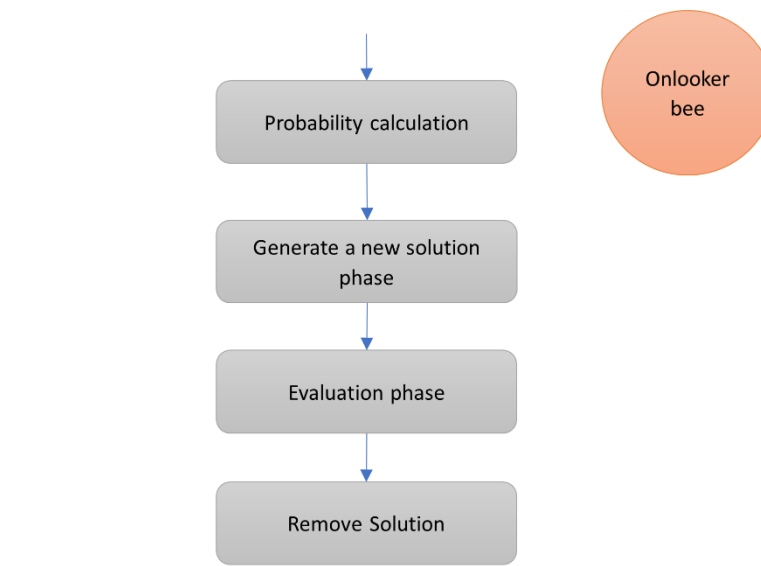 Onlooker
bee
Probability calculation
Generate a new solution
phase
Evaluation phase
Remove Solution